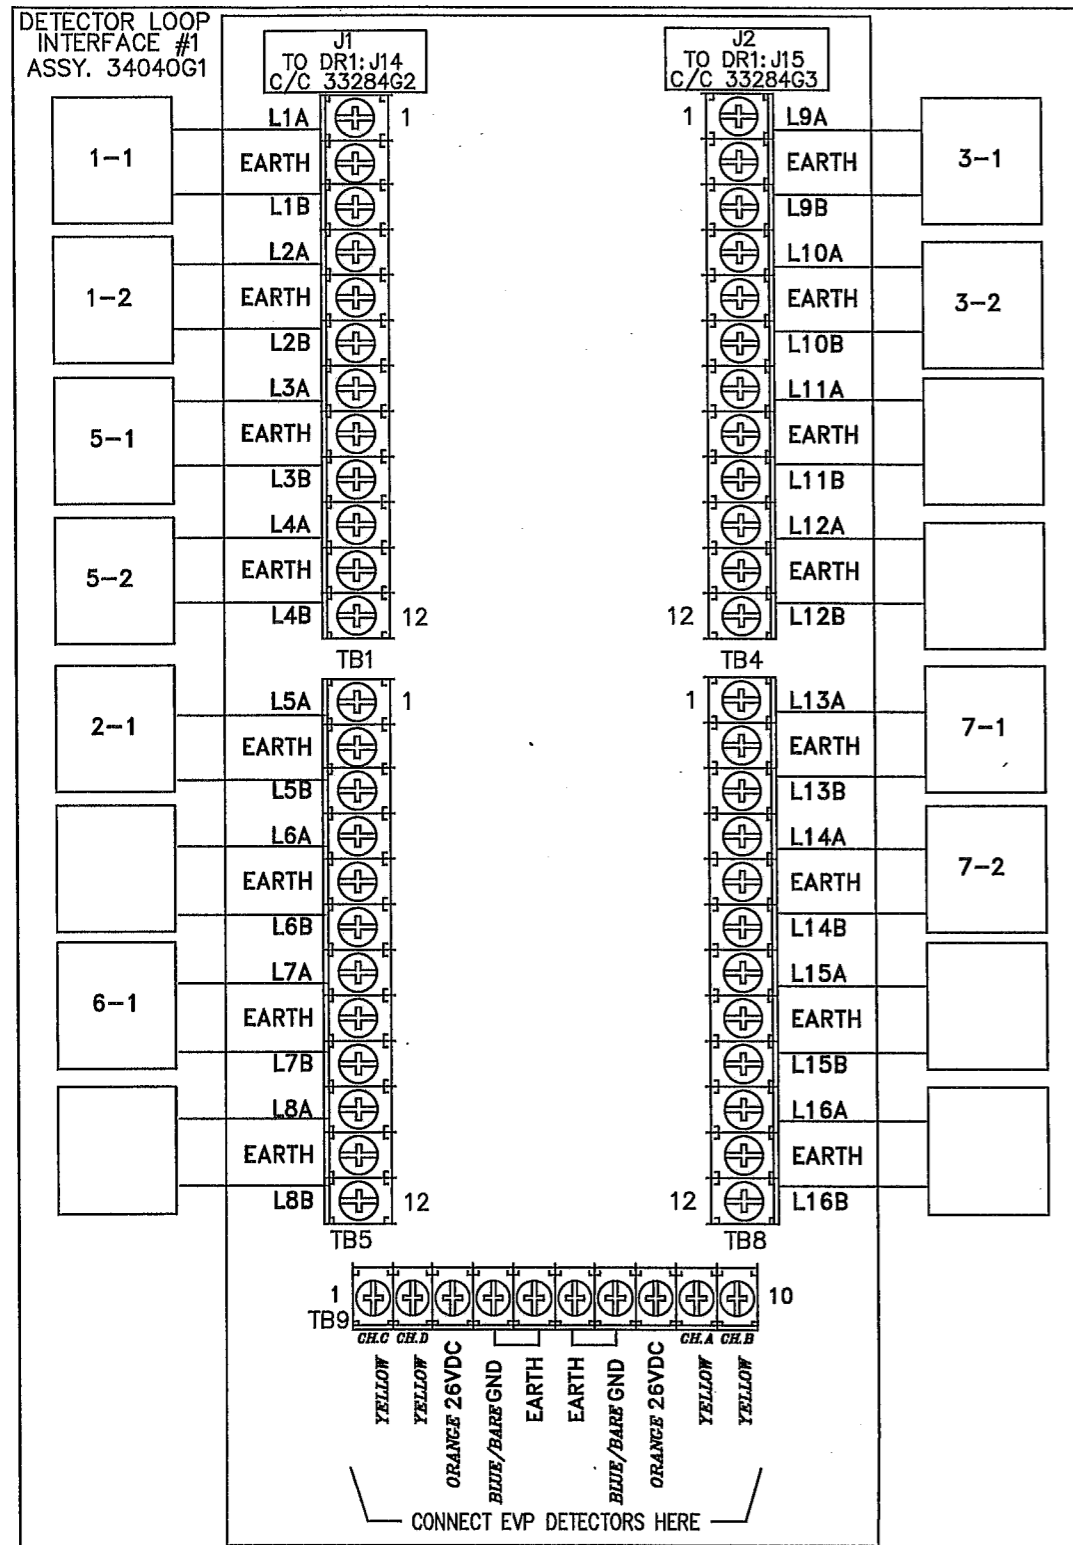 DETECTOR LOOP
INTERFACE #1
ASSY. 34040G1
J1
TO DR1:J14
C/C 33284G2
J2
TO DR1:J15
C/C 33284G3
1-1
L1A
1
EARTH
L1B
1-2
L2A
EARTH
L2B
5-1
L3A
EARTH
L3B
5-2
L4A
EARTH
L4B
12
TB1
1
L9A
EARTH
3-1
L9B
L10A
EARTH
3-2
L10B
L11A
EARTH
L11B
L12A
EARTH
12
L12B
TB4
2-1
L5A
1
EARTH
L5B
L6A
EARTH
L6B
6-1
L7A
EARTH
L7B
L8A
EARTH
L8B
12
TB5
1
L13A
7-1
EARTH
L13B
L14A
7-2
EARTH
L14B
L15A
EARTH
L15B
L16A
EARTH
12
L16B
TB8
1
10
TB9
CH.C
CH.D
CH.A
CH.B
YELLOW
YELLOW
ORANGE 26VDC
BLUE/BARE GND
EARTH
EARTH
BLUE/BARE GND
ORANGE 26VDC
YELLOW
YELLOW
CONNECT EVP DETECTORS HERE